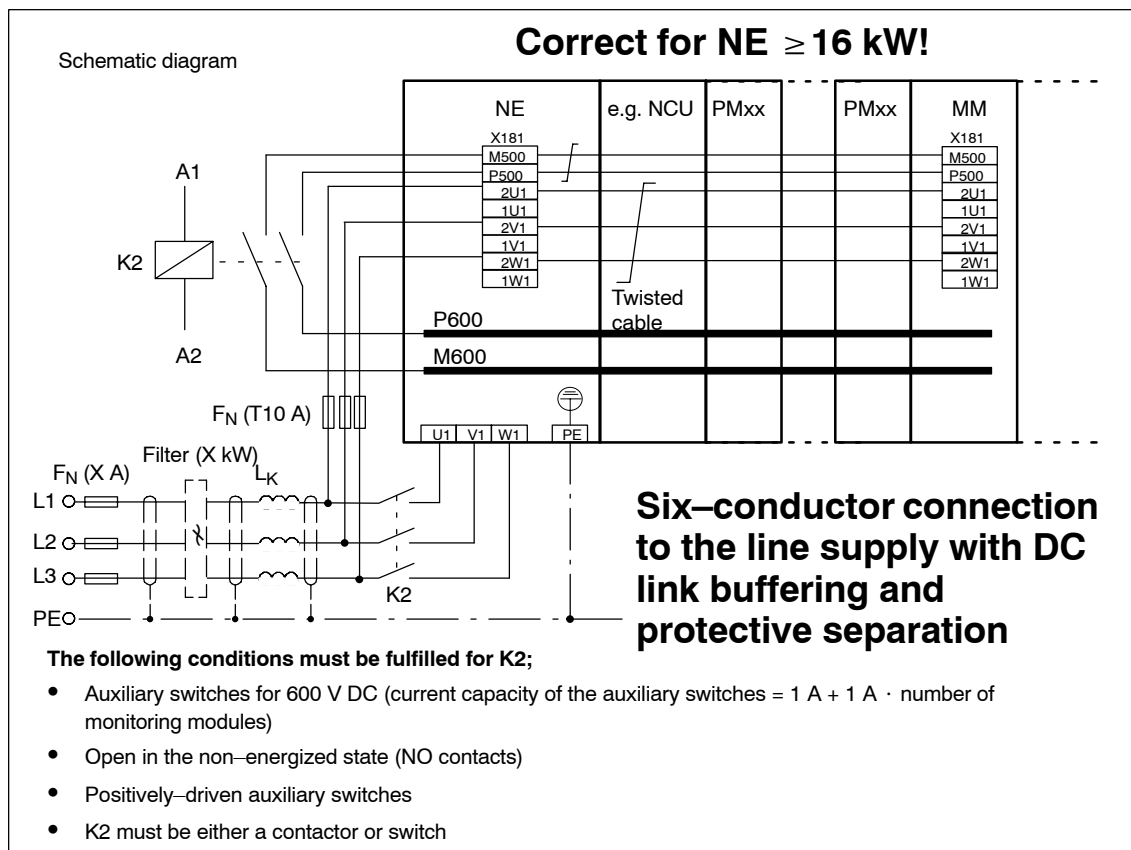 Correct for NE ≥ 16 kW!
Schematic diagram
NE
e.g. NCU
PMxx
PMxx
MM
X181
M500
P500
2U1
1U1
2V1
1V1
2W1
1W1
X181
M500
P500
2U1
1U1
2V1
1V1
2W1
1W1
A1
K2
A2
Twisted
cable
P600
M600
FN (T10 A)
U1
V1
W1
PE
Filter (X kW)
FN (X A)
LK
L1
L2
L3
K2
PE
Six–conductor connection
to the line supply with DC
link buffering and
protective separation
The following conditions must be fulfilled for K2;
• Auxiliary switches for 600 V DC (current capacity of the auxiliary switches = 1 A + 1 A · number of
monitoring modules)
• Open in the non–energized state (NO contacts)
• Positively–driven auxiliary switches
• K2 must be either a contactor or switch